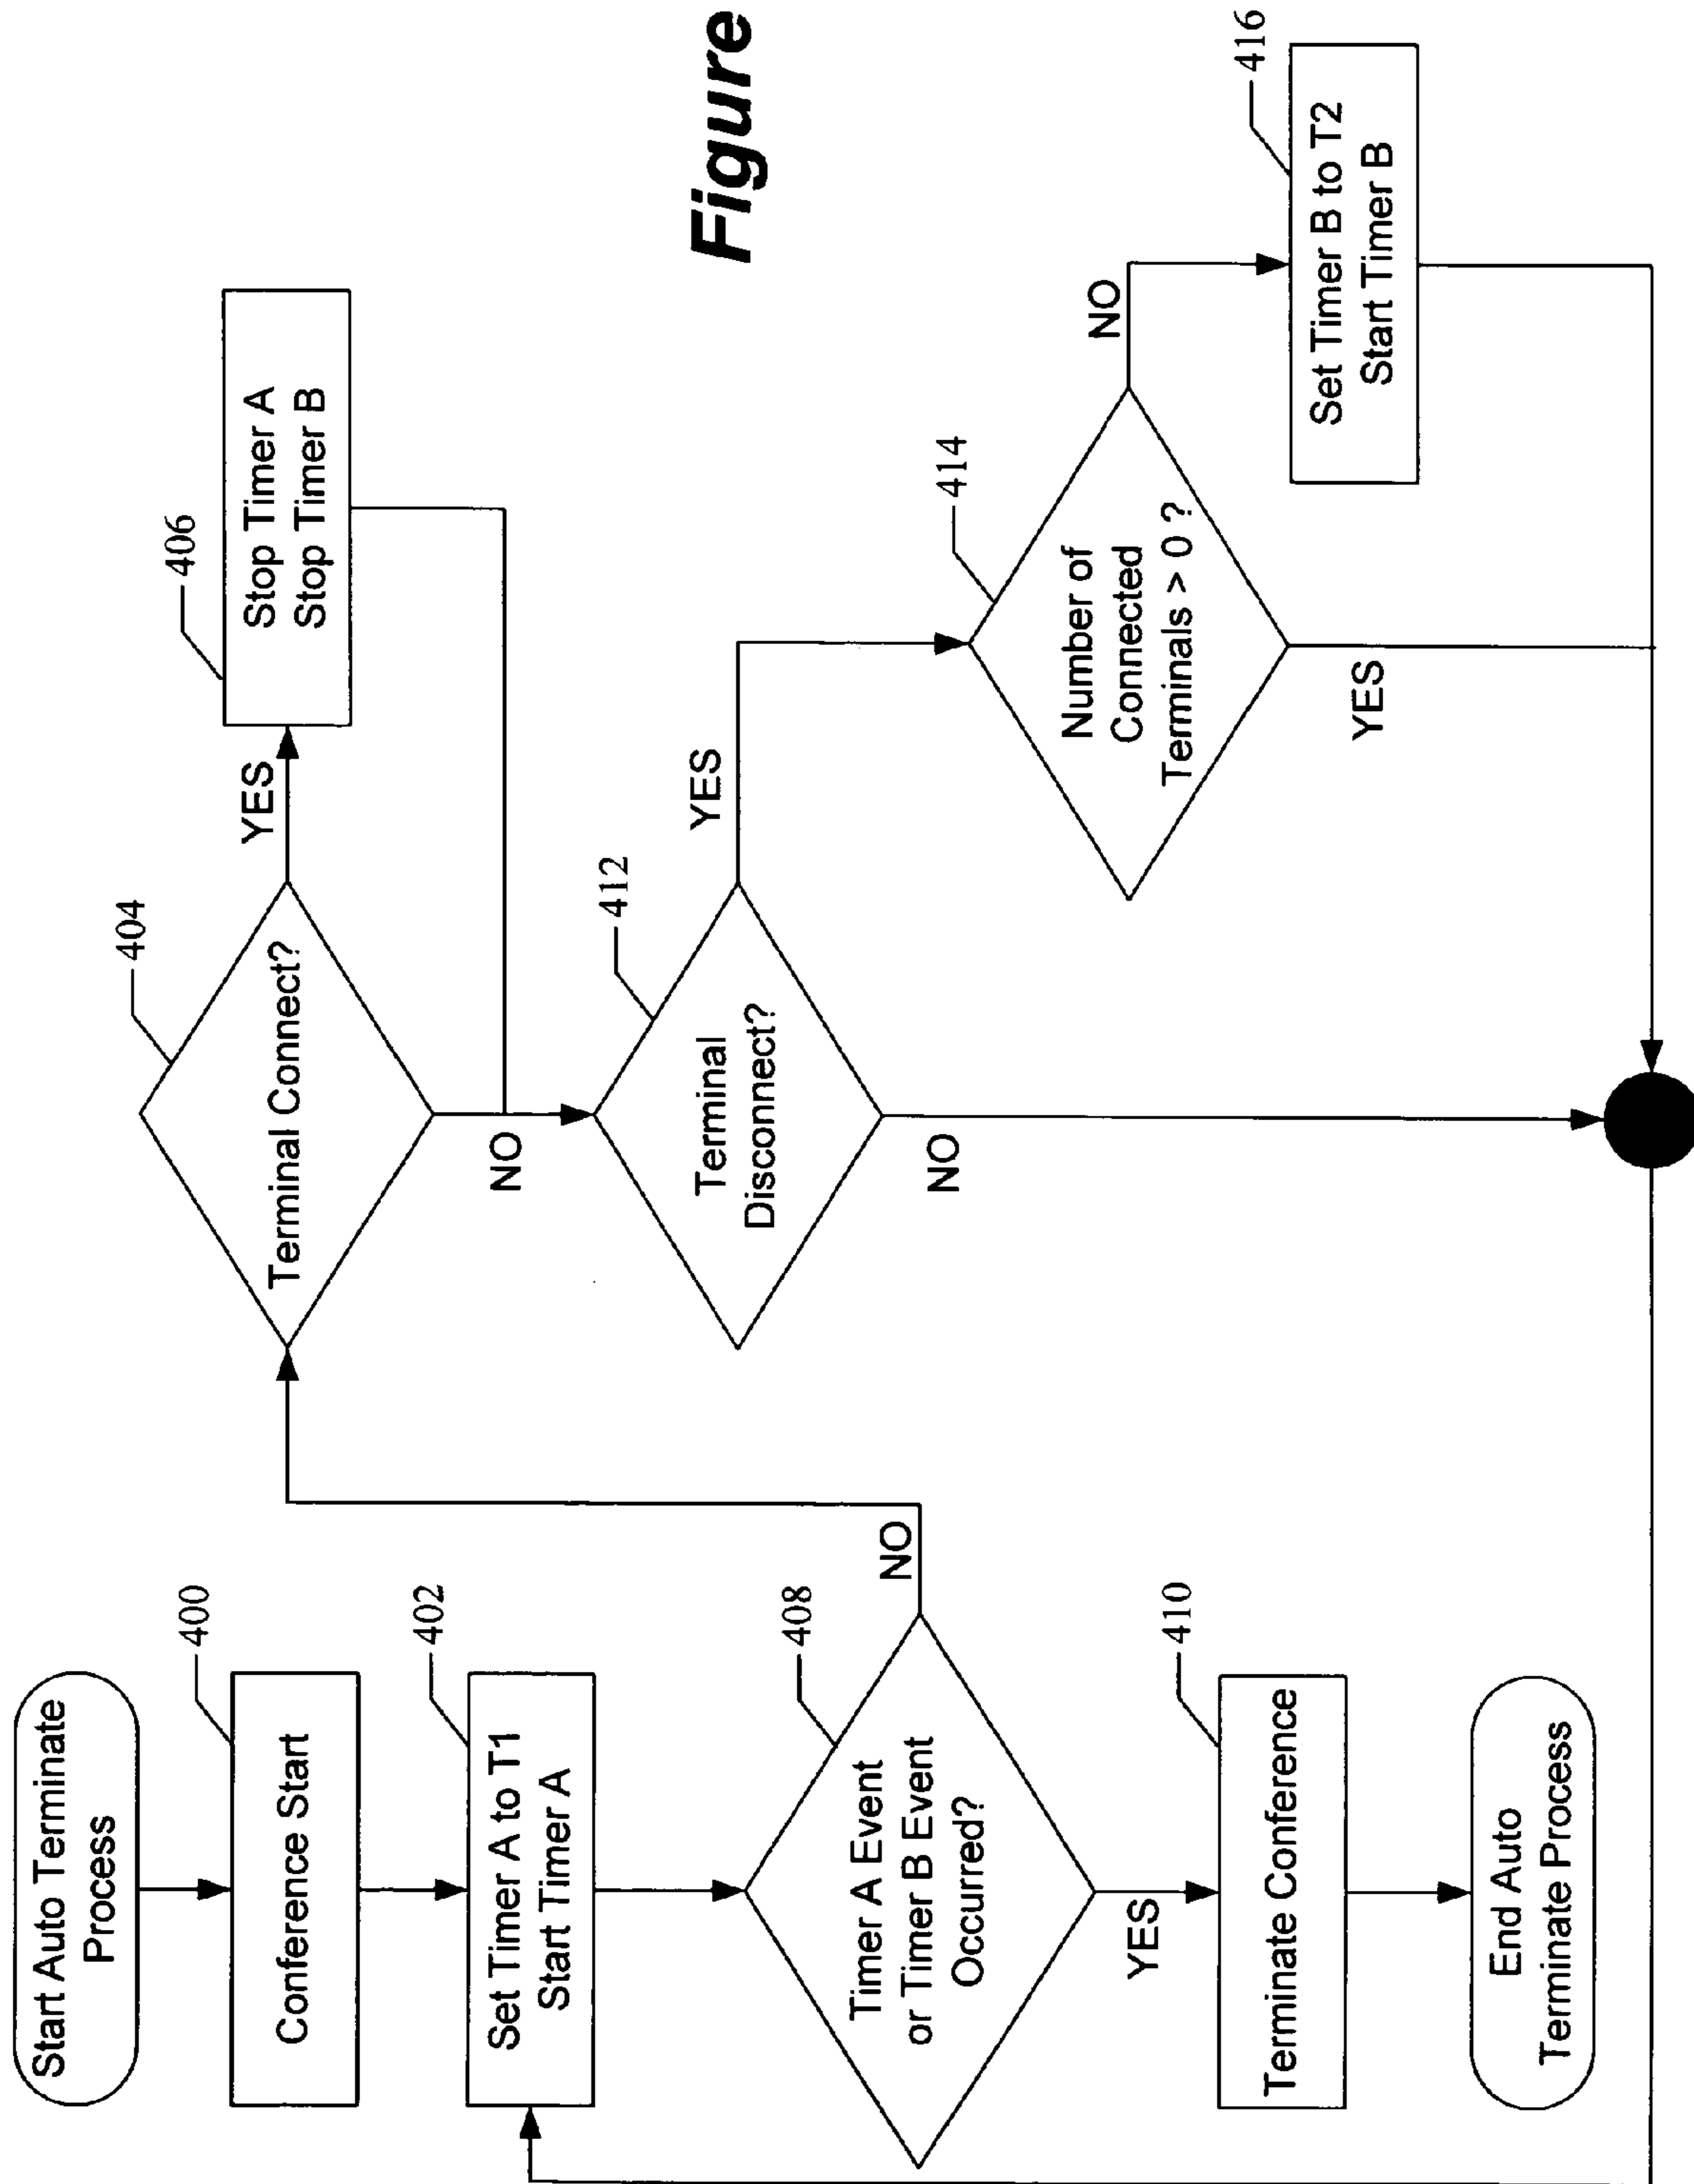 Start Auto Terminate
Process
400
Conference Start
402
Set Timer A to T1
Start Timer A
408
Timer A Event
or Timer B Event
Occurred?
NO
YES
410
Terminate Conference
End Auto
Terminate Process
404
Terminal Connect?
YES
NO
406
Stop Timer A
Stop Timer B
412
Terminal
Disconnect?
YES
NO
414
Number of
Connected
Terminals > 0 ?
NO
YES
416
Set Timer B to T2
Start Timer B
Figure